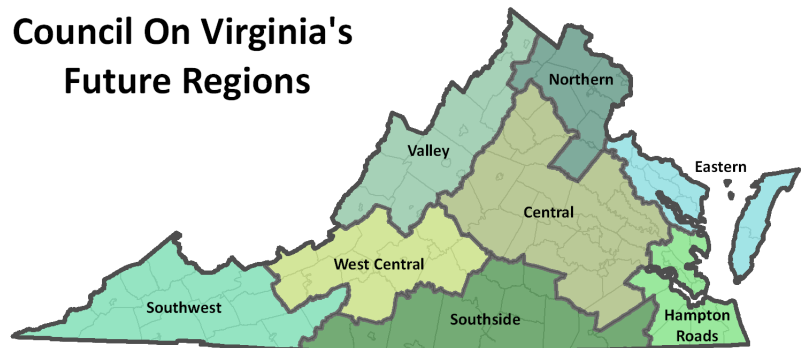 Council On Virginia's
Future Regions
Northern
Valley
Eastern
Central
West Central
Southwest
Southside
Hampton
Roads